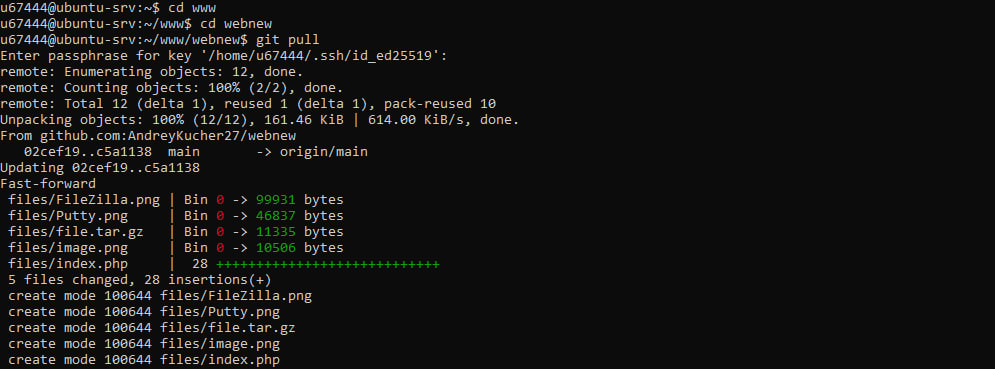 u67444@ubuntu-srv:~$ cd www
u67444@ubuntu-srv:~/www$ cd webnew
u67444@ubuntu-srv:~/www/webnew$ git pull
Enter passphrase for key '/home/u67444/.ssh/id_ed25519':
remote: Enumerating objects: 12, done.
remote: Counting objects: 100% (2/2), done.
remote: Total 12 (delta 1), reused 1 (delta 1), pack-reused 10
Unpacking objects: 100% (12/12), 161.46 KiB | 614.00 KiB/s, done.
From github.com:AndreyKucher27/webnew
   02cef19..c5a1138  main       -> origin/main
Updating 02cef19..c5a1138
Fast-forward
 files/FileZilla.png | Bin 0 -> 99931 bytes
 files/Putty.png     | Bin 0 -> 46837 bytes
 files/file.tar.gz   | Bin 0 -> 11335 bytes
 files/image.png     | Bin 0 -> 10506 bytes
 files/index.php     |  28 ++++++++++++++++++++++++++++
 5 files changed, 28 insertions(+)
 create mode 100644 files/FileZilla.png
 create mode 100644 files/Putty.png
 create mode 100644 files/file.tar.gz
 create mode 100644 files/image.png
 create mode 100644 files/index.php